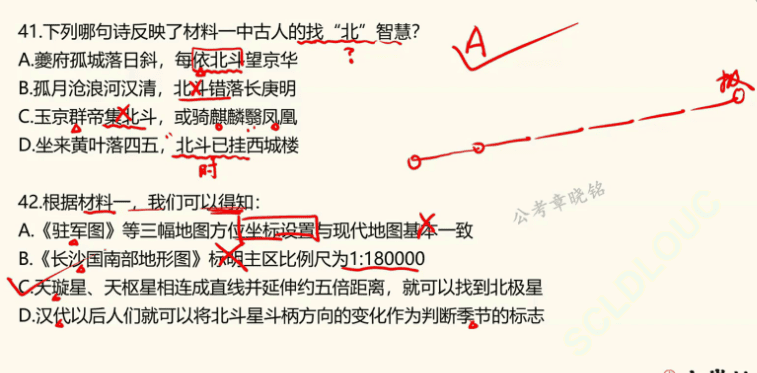 41.下列哪句诗反映了材料一中古人的找“北”智慧?
A.夔府孤城落日斜，每依北斗望京华
B.孤月沧浪河汉清，北斗错落长庚明
C.玉京群帝集北斗，或骑麒麟翳凤凰
D.坐来黄叶落四五，北斗已挂西城楼
?
A
时
极
42.根据材料一，我们可以得知:
A.《驻军图》等三幅地图方位坐标设置与现代地图基本一致
B.《长沙国南部地形图》标明主区比例尺为1:180000
C.天璇星、天枢星相连成直线并延伸约五倍距离，就可以找到北极星
D.汉代以后人们就可以将北斗星斗柄方向的变化作为判断季节的标志
公考章晓铭
SCLDLOUC